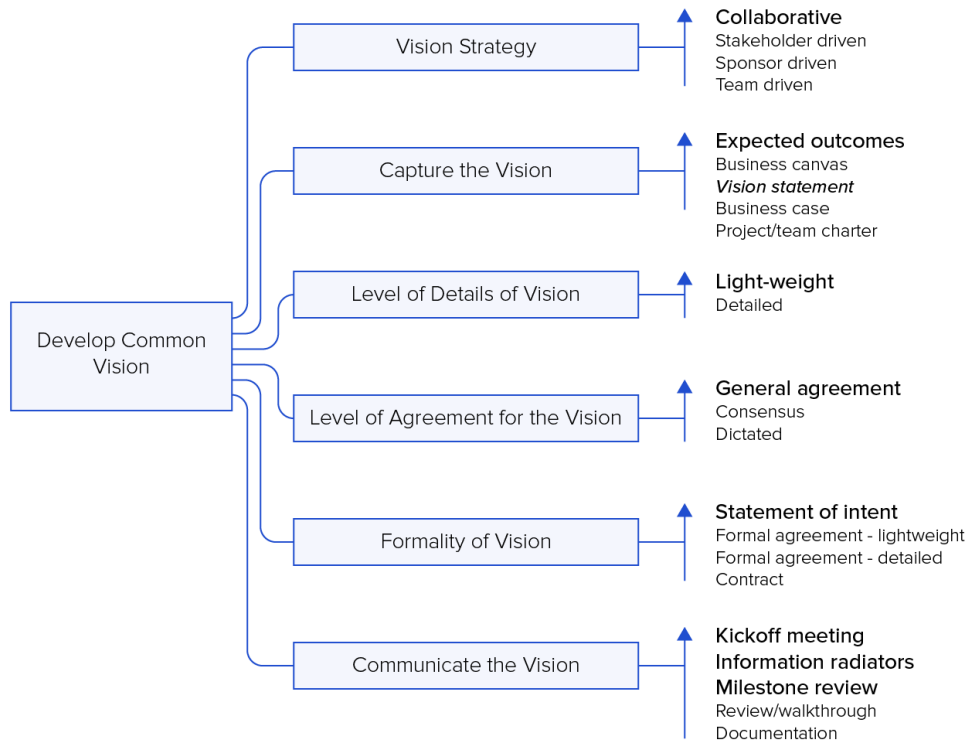 Develop Common
Vision
Vision Strategy
Collaborative
Stakeholder driven
Sponsor driven
Team driven
Capture the Vision
Expected outcomes
Business canvas
Vision statement
Business case
Project/team charter
Level of Details of Vision
Light-weight
Detailed
Level of Agreement for the Vision
General agreement
Consensus
Dictated
Formality of Vision
Statement of intent
Formal agreement - lightweight
Formal agreement - detailed
Contract
Communicate the Vision
Kickoff meeting
Information radiators
Milestone review
Review/walkthrough
Documentation